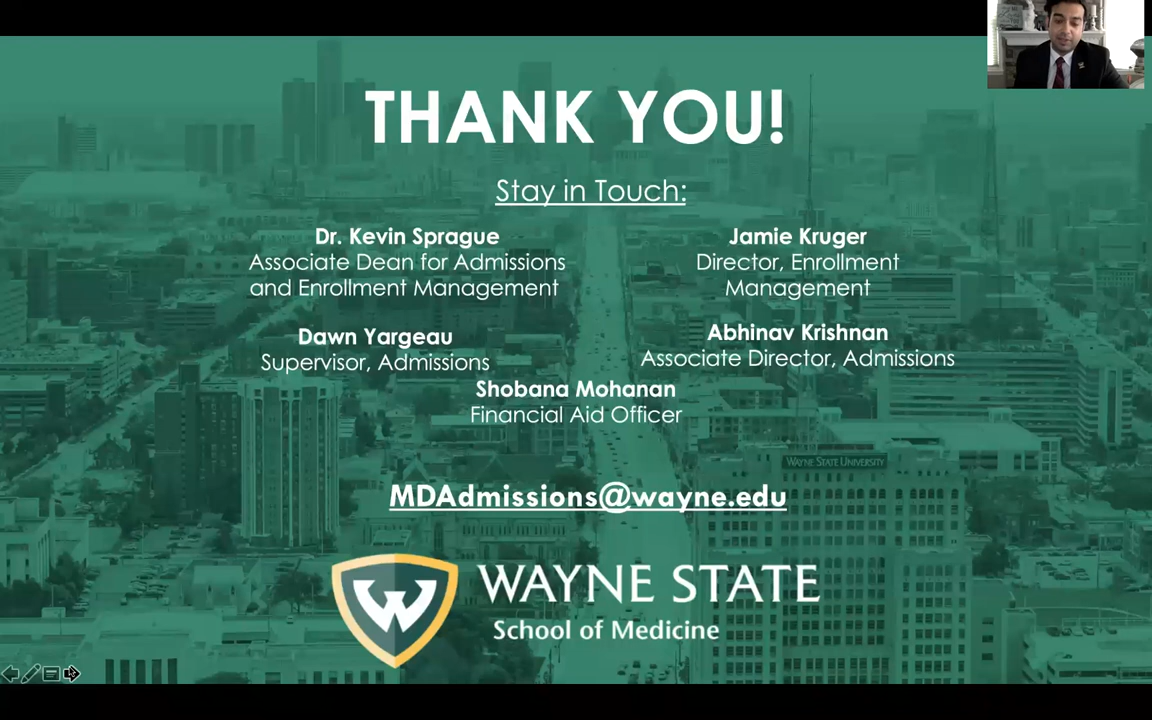 THANK YOU!
Stay in Touch:
Dr. Kevin Sprague
Associate Dean for Admissions
and Enrollment Management
Jamie Kruger
Director, Enrollment
Management
Dawn Yargeau
Supervisor, Admissions
Abhinav Krishnan
Associate Director, Admissions
Shobana Mohanan
Financial Aid Officer
WAYNE STATE UNIVERSITY
MDAdmissions@wayne.edu
W
WAYNE STATE
School of Medicine